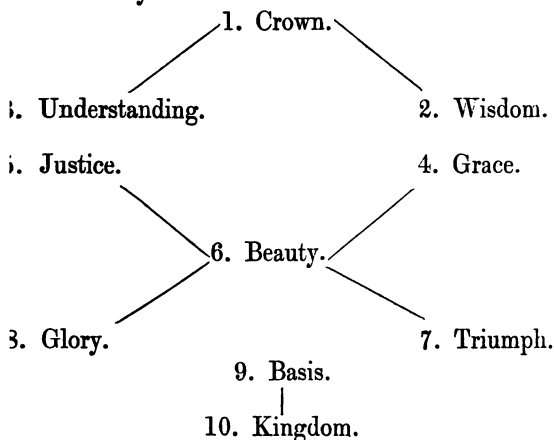 1. Crown.
. Understanding. 2. Wisdom.
. Justice. 4. Grace.
6. Beauty.
. Glory. 7. Triumph.
9. Basis.
10. Kingdom.